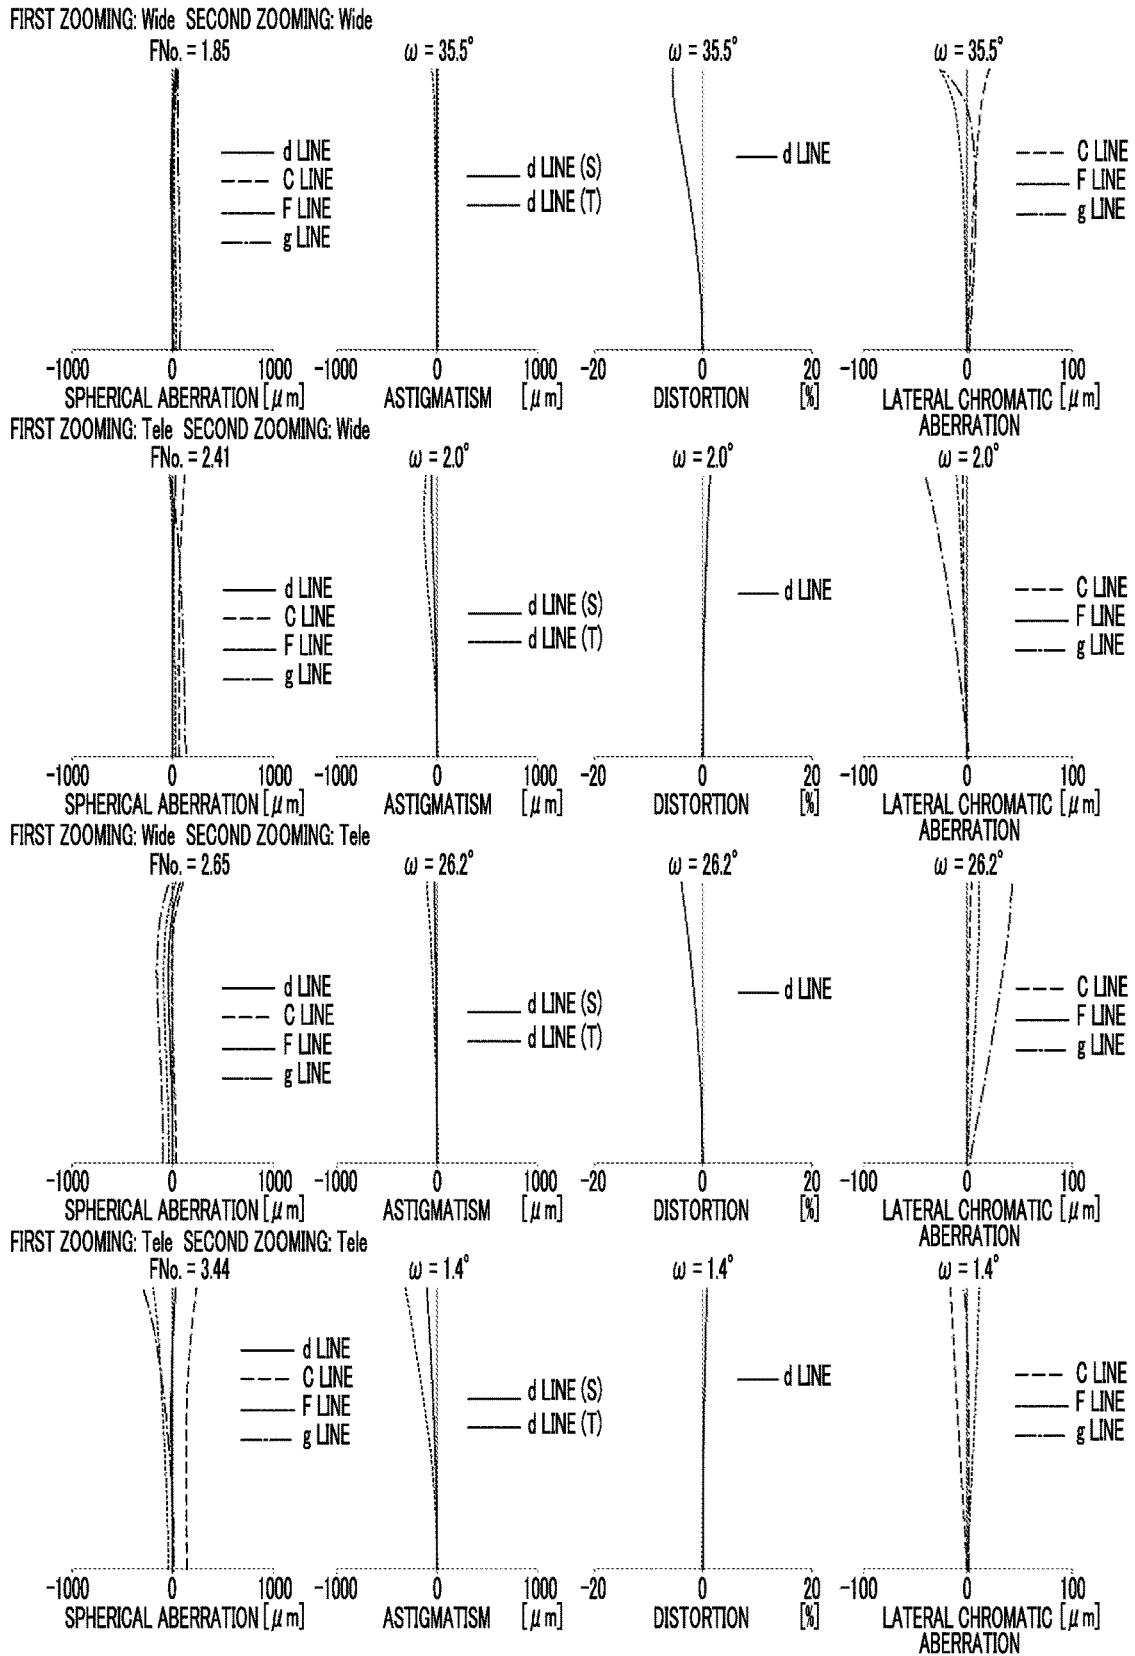 FIRST ZOOMING: Wide SECOND ZOOMING: Wide
FNo. = 1.85
ω = 35.5°
ω = 35.5°
ω = 35.5°
d LINE
C LINE
F LINE
g LINE
d LINE (S)
d LINE (T)
d LINE
C LINE
F LINE
g LINE
-1000 0 1000
-1000 0 1000
-20 0 20
-100 0 100
SPHERICAL ABERRATION [μm]
ASTIGMATISM [μm]
DISTORTION [%]
LATERAL CHROMATIC [μm]
ABERRATION
FIRST ZOOMING: Tele SECOND ZOOMING: Wide
FNo. = 2.41
ω = 2.0°
ω = 2.0°
ω = 2.0°
d LINE
C LINE
F LINE
g LINE
d LINE (S)
d LINE (T)
d LINE
C LINE
F LINE
g LINE
-1000 0 1000
-1000 0 1000
-20 0 20
-100 0 100
SPHERICAL ABERRATION [μm]
ASTIGMATISM [μm]
DISTORTION [%]
LATERAL CHROMATIC [μm]
ABERRATION
FIRST ZOOMING: Wide SECOND ZOOMING: Tele
FNo. = 2.65
ω = 26.2°
ω = 26.2°
ω = 26.2°
d LINE
C LINE
F LINE
g LINE
d LINE (S)
d LINE (T)
d LINE
C LINE
F LINE
g LINE
-1000 0 1000
-1000 0 1000
-20 0 20
-100 0 100
SPHERICAL ABERRATION [μm]
ASTIGMATISM [μm]
DISTORTION [%]
LATERAL CHROMATIC [μm]
ABERRATION
FIRST ZOOMING: Tele SECOND ZOOMING: Tele
FNo. = 3.44
ω = 1.4°
ω = 1.4°
ω = 1.4°
d LINE
C LINE
F LINE
g LINE
d LINE (S)
d LINE (T)
d LINE
C LINE
F LINE
g LINE
-1000 0 1000
-1000 0 1000
-20 0 20
-100 0 100
SPHERICAL ABERRATION [μm]
ASTIGMATISM [μm]
DISTORTION [%]
LATERAL CHROMATIC [μm]
ABERRATION